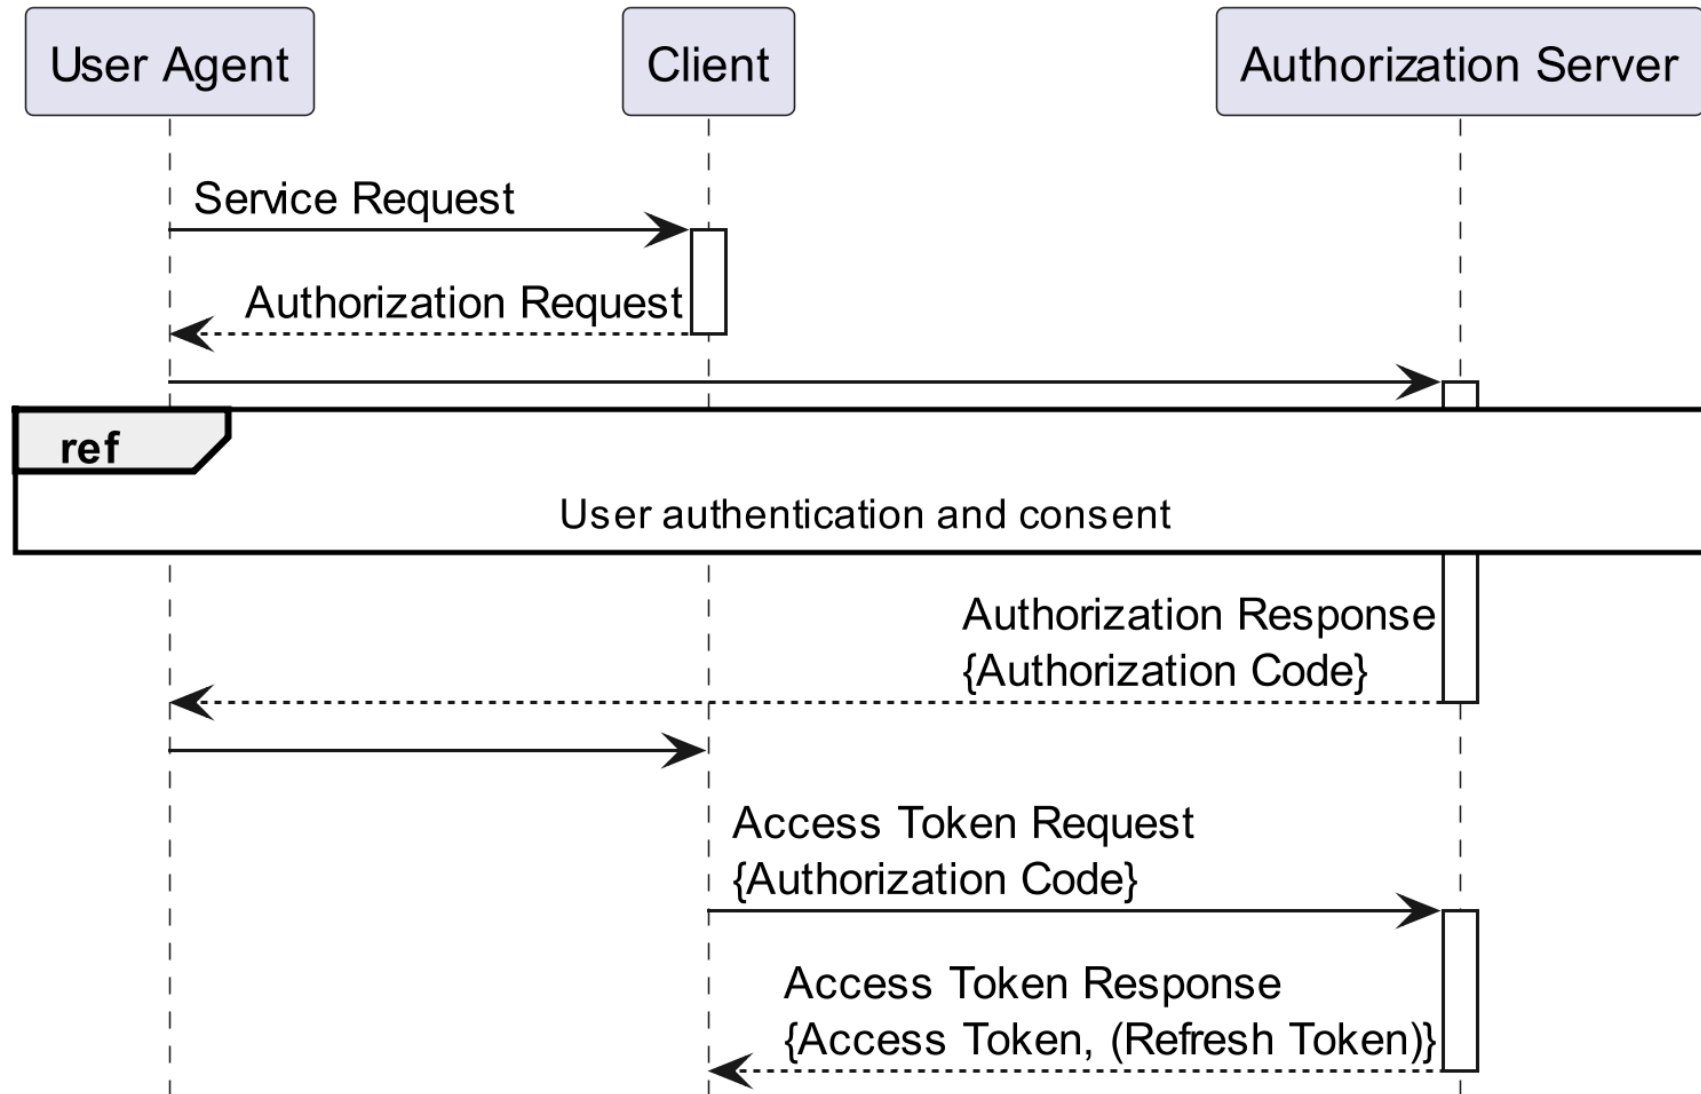 User Agent
Client
Authorization Server
Service Request
Authorization Request
ref
User authentication and consent
Authorization Response
{Authorization Code}
Access Token Request
{Authorization Code}
Access Token Response
{Access Token, (Refresh Token)}